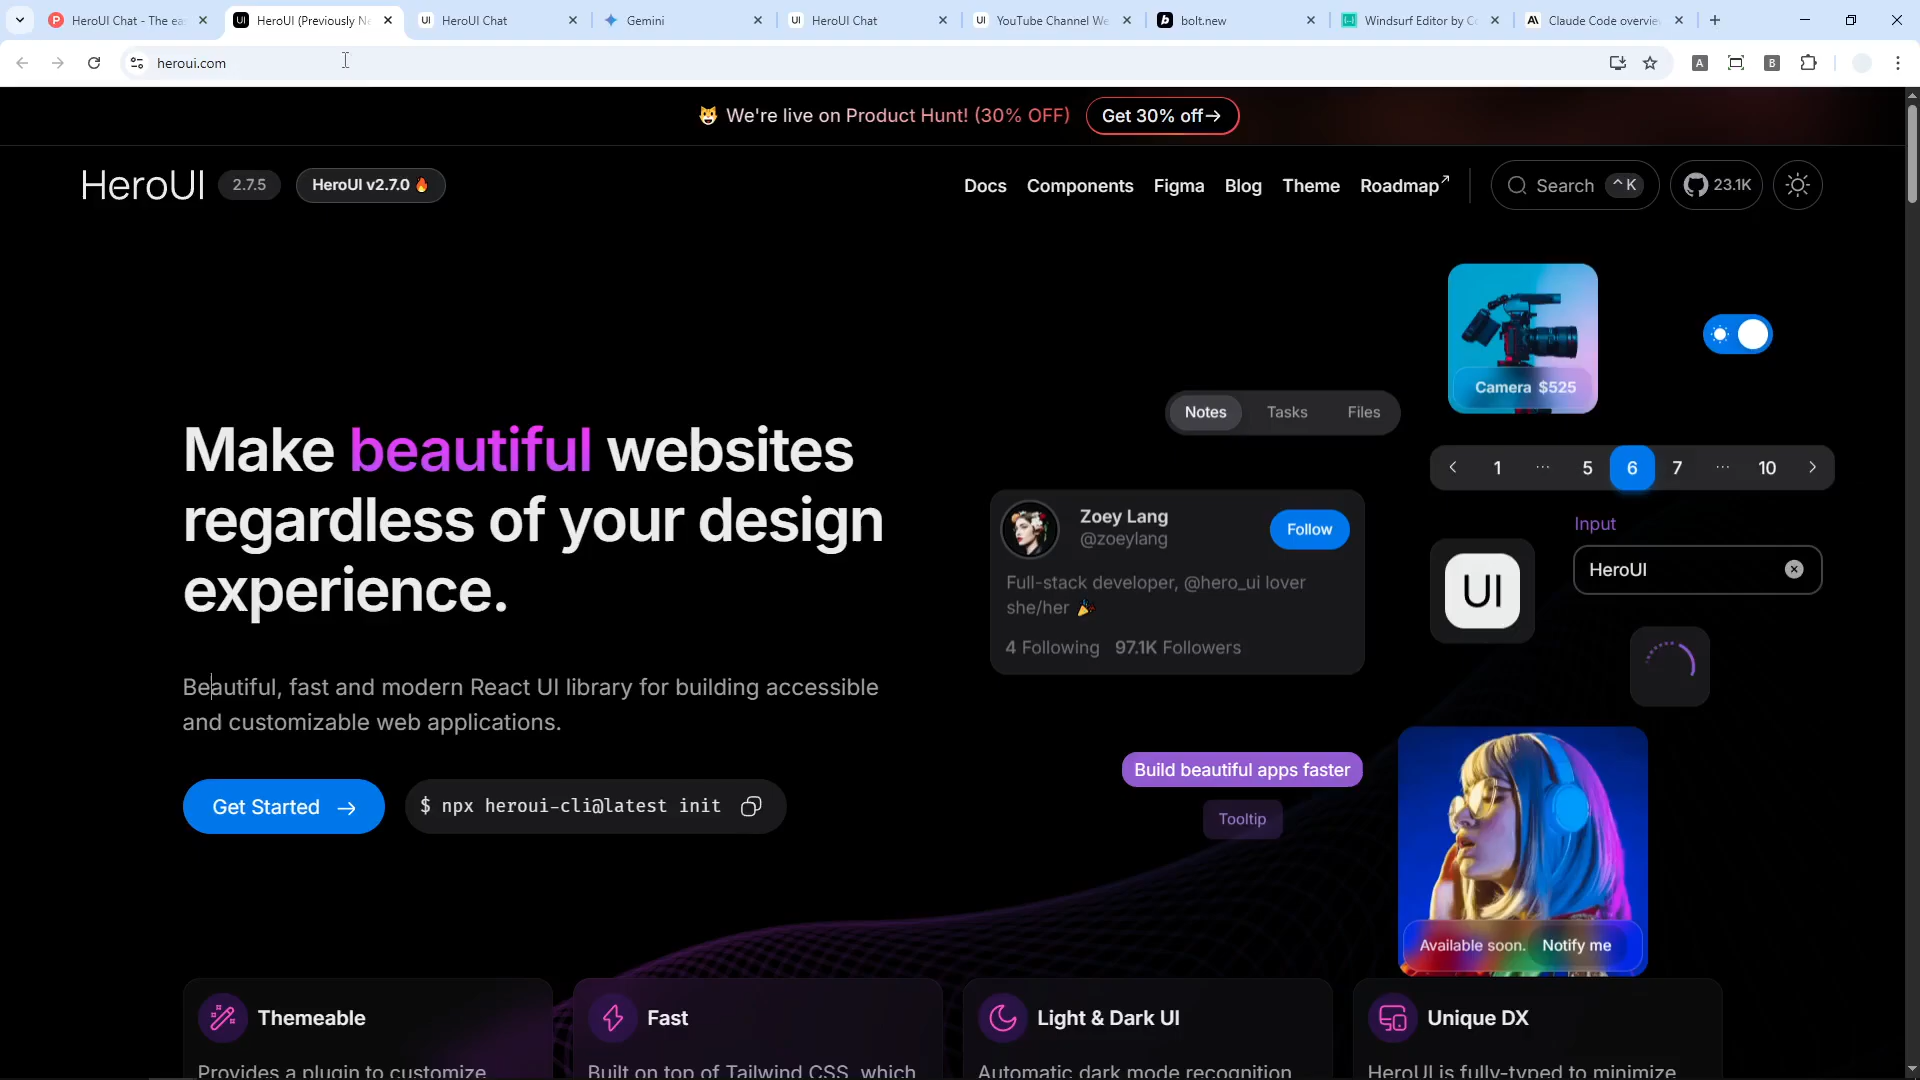 HeroUI Chat - The ea
HeroUI (Previously Ne
HeroUI Chat
Gemini
HeroUI Chat
YouTube Channel We
bolt.new
Windsurf Editor by Co
Claude Code overvie
heroui.com
A
B
We're live on Product Hunt! (30% OFF)
Get 30% off→
HeroUI
2.7.5
HeroUI v2.7.0
Docs
Components
Figma
Blog
Theme
Roadmap
Search
⌃ K
23.1K
Camera $525
Notes
Tasks
Files
1
...
5
6
7
...
10
Make beautiful websites
regardless of your design
experience.
Zoey Lang
@zoeylang
Follow
Full-stack developer, @hero_ui lover
she/her
4 Following 97.1K Followers
Input
HeroUI
UI
Beautiful, fast and modern React UI library for building accessible
and customizable web applications.
Get Started →
$ npx heroui-cli@latest init
Build beautiful apps faster
Tooltip
Available soon.
Notify me
Themeable
Fast
Light & Dark UI
Unique DX
Provides a plugin to customize
Built on top of Tailwind CSS, which
Automatic dark mode recognition
HeroUI is fully-typed to minimize